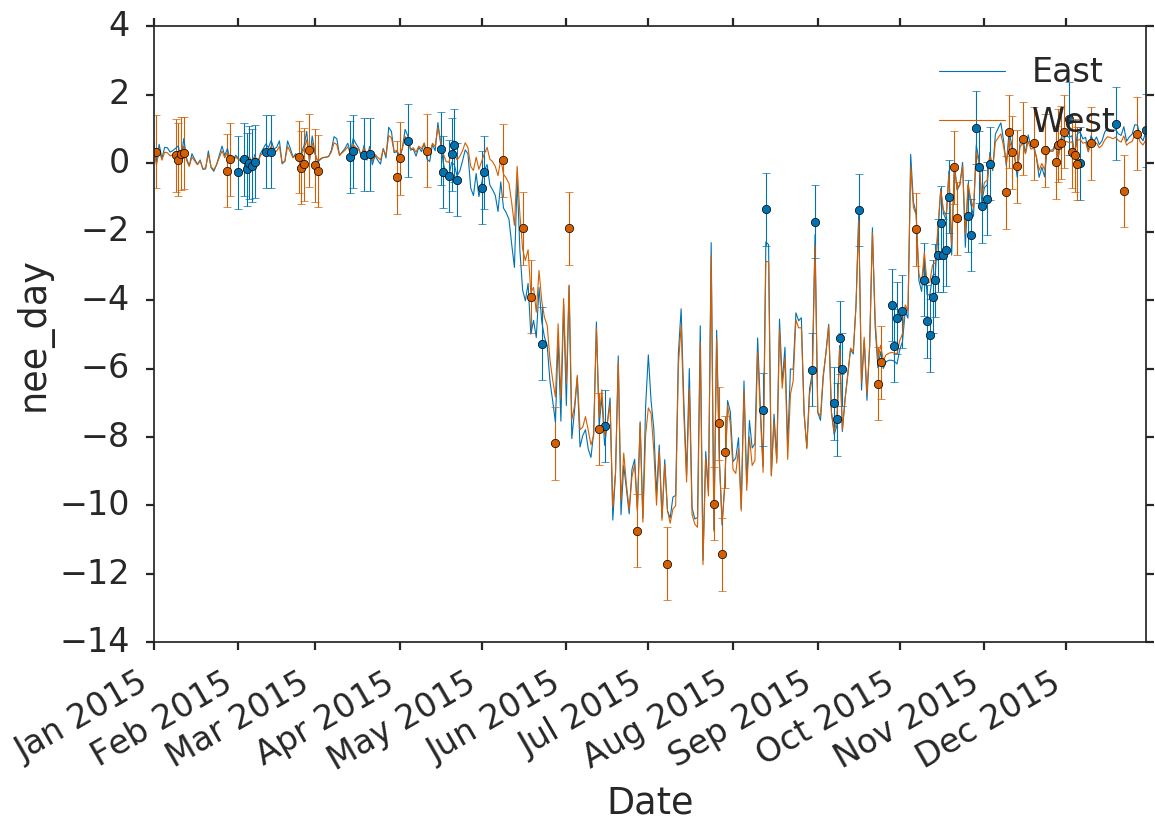 4
2
0
−2
−4
−6
−8
−10
−12
−14
nee_day
East
West
Jan 2015
Feb 2015
Mar 2015
Apr 2015
May 2015
Jun 2015
Jul 2015
Aug 2015
Sep 2015
Oct 2015
Nov 2015
Dec 2015
Date